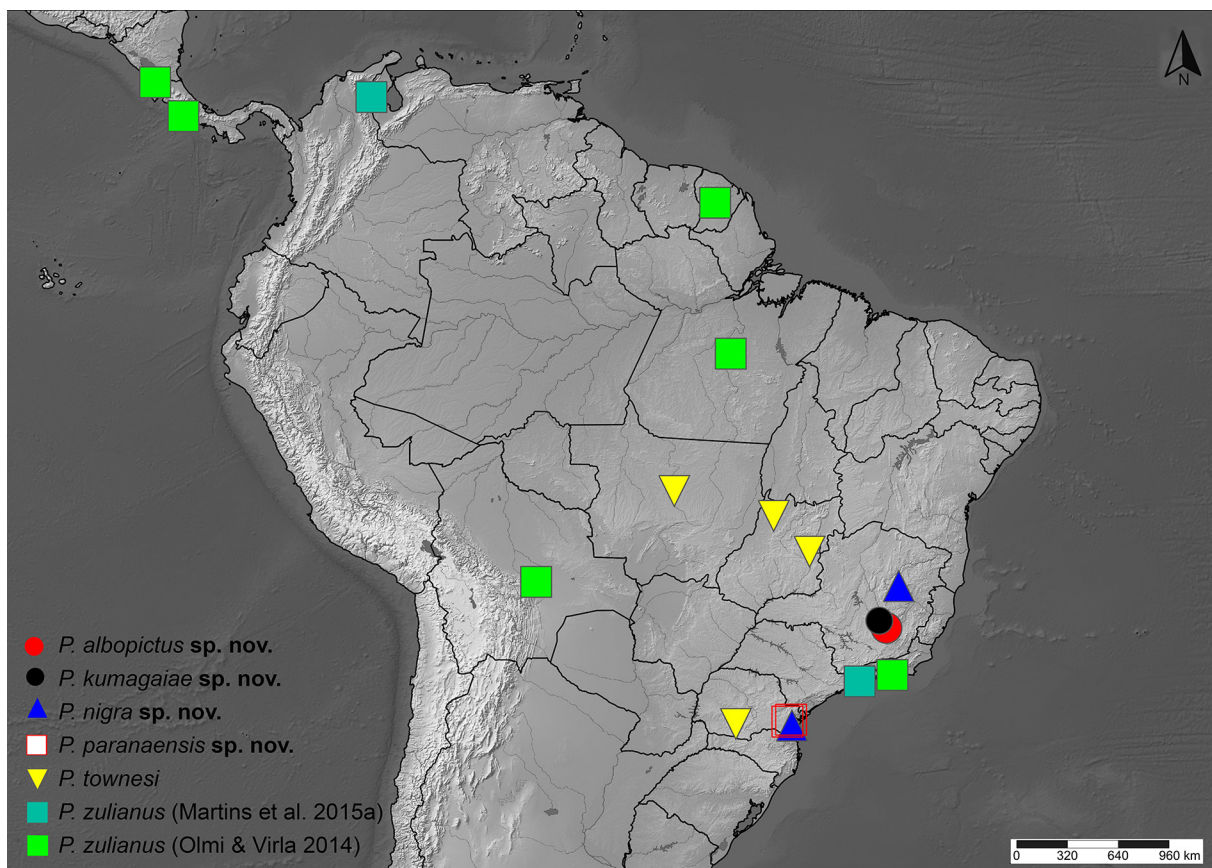 N
P. albopictus sp. nov.
P. kumagaiae sp. nov.
P. nigra sp. nov.
P. paranaensis sp. nov.
P. townesi
P. zulianus (Martins et al. 2015a)
P. zulianus (Olmi & Virla 2014)
0 320 640 960 km